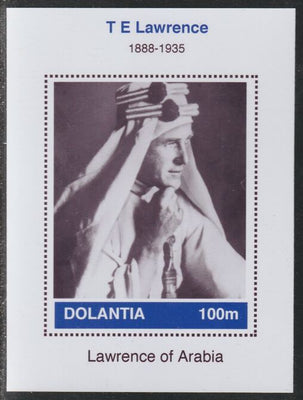 T E Lawrence
1888-1935
DOLANTIA 100m
Lawrence of Arabia